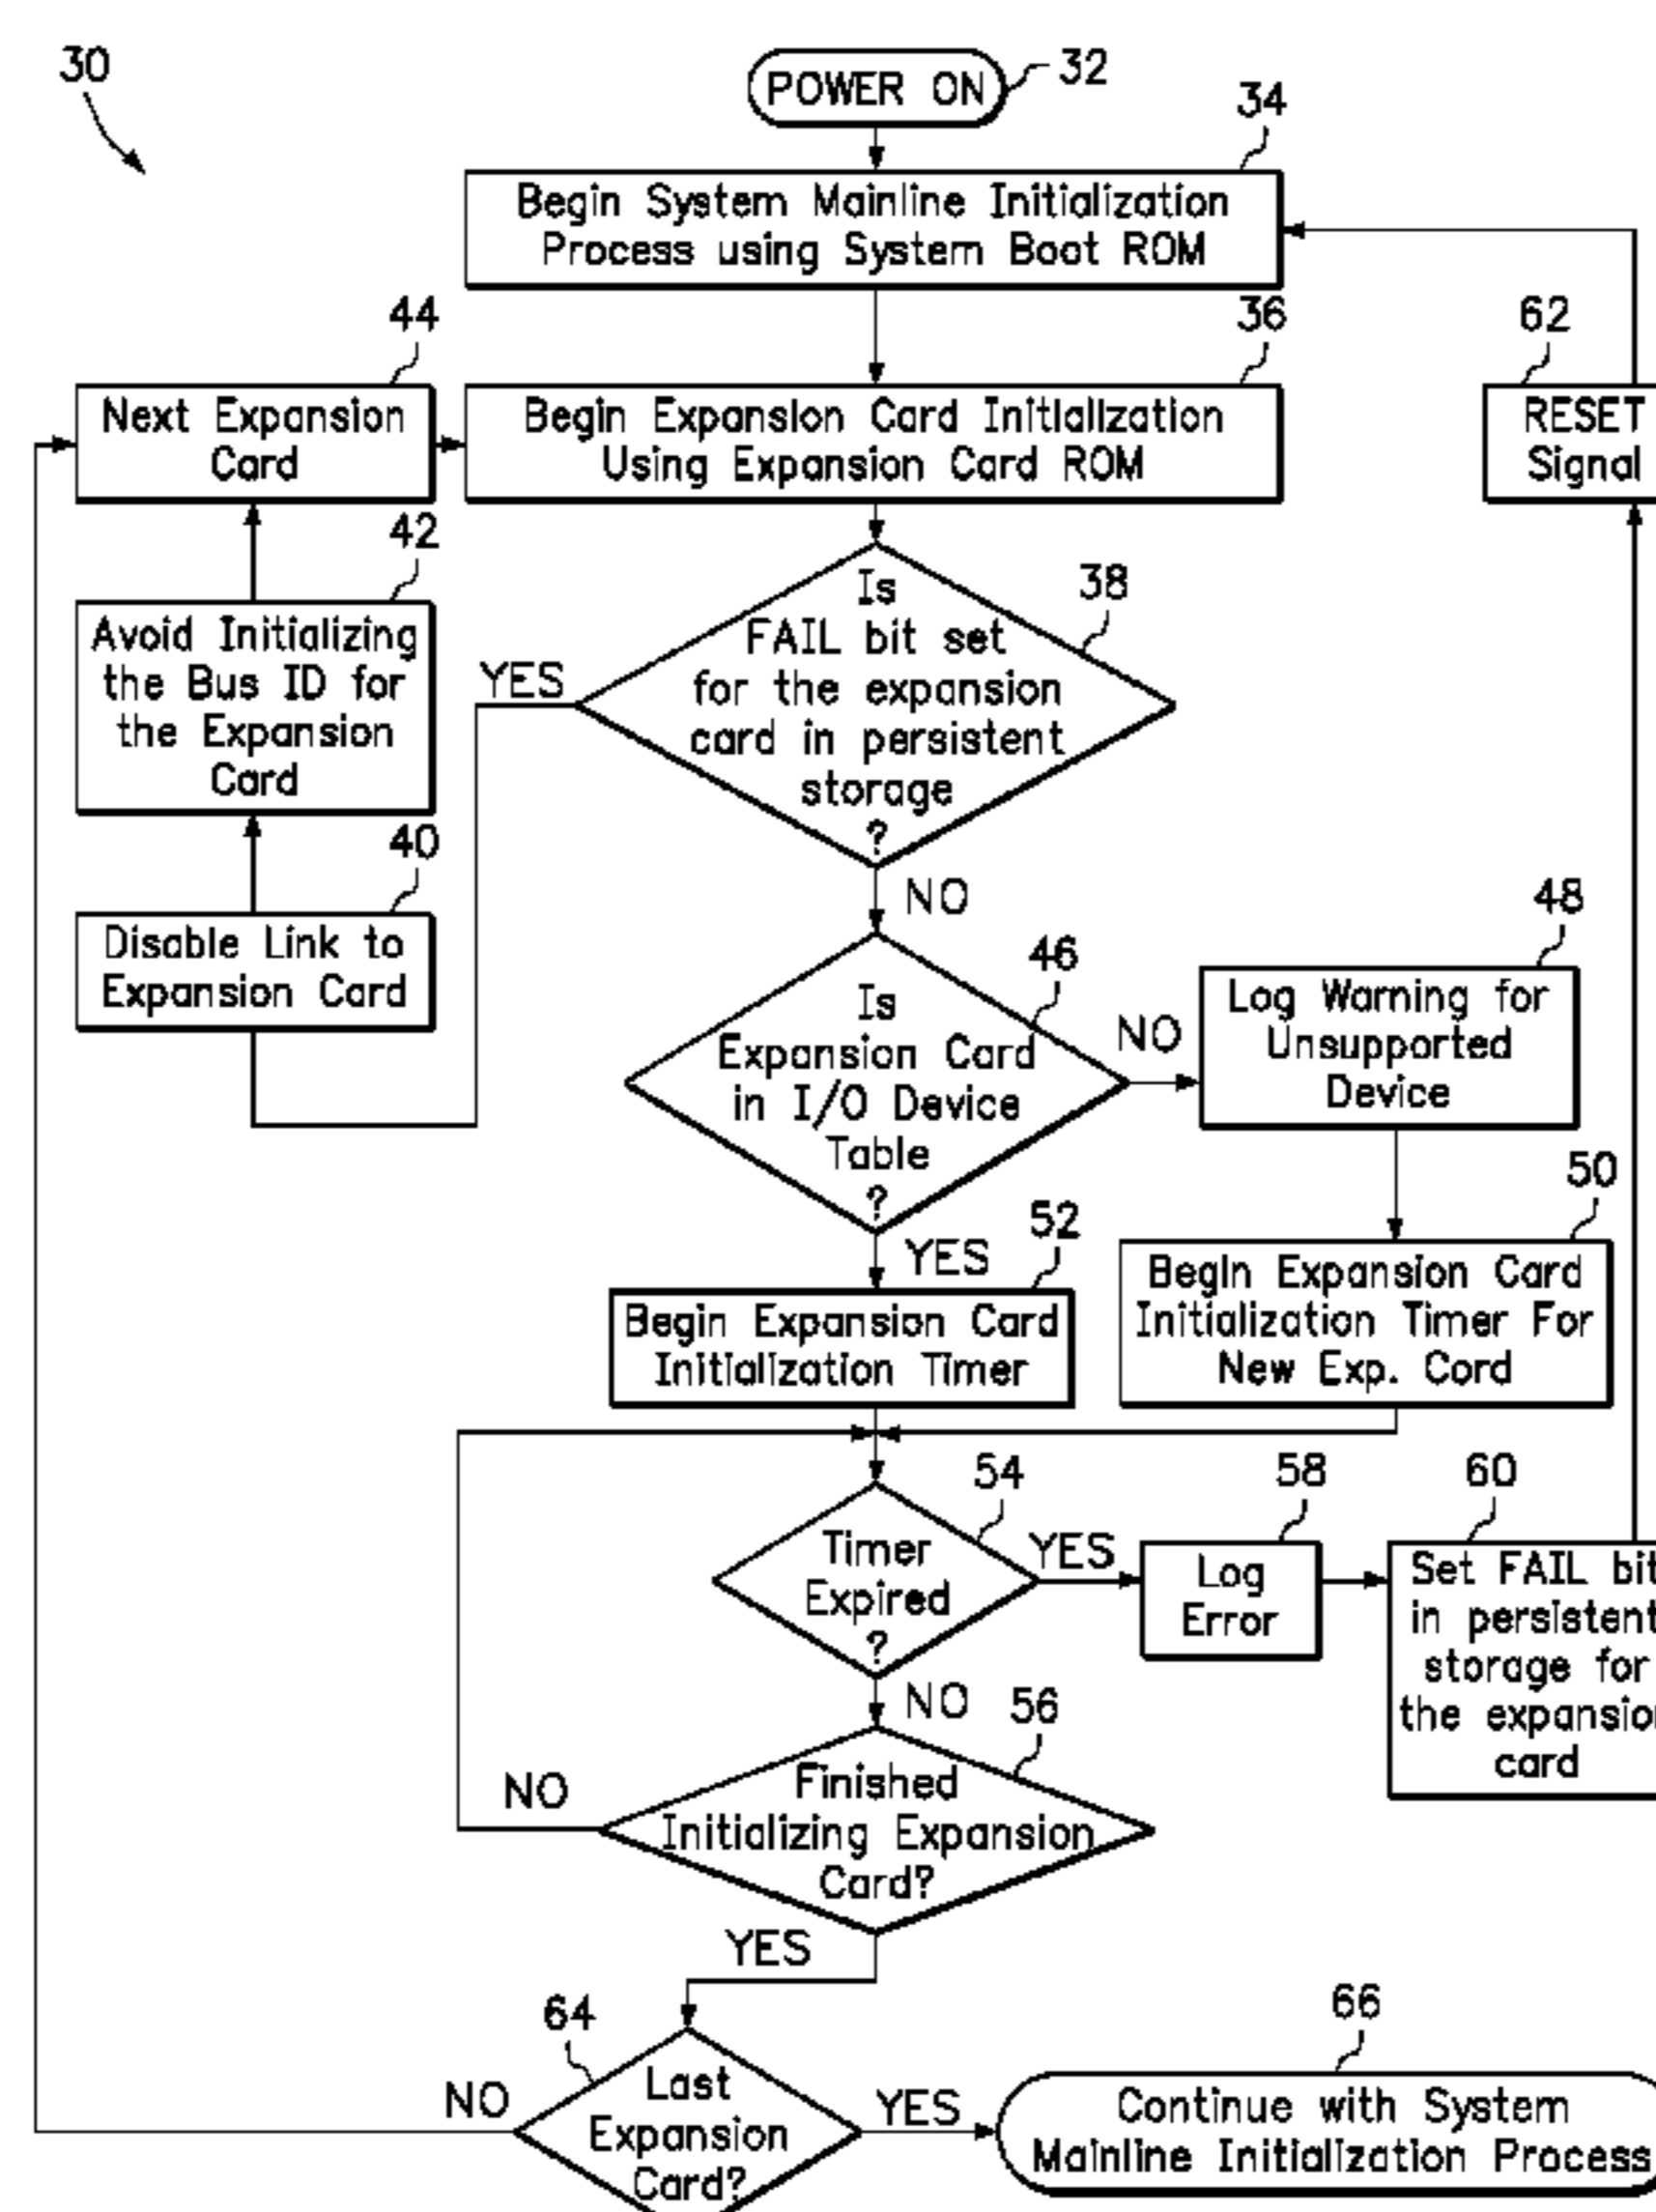 30
POWER ON
32
34
Begin System Mainline Initialization
Process using System Boot ROM
44
36
62
Next Expansion
Card
Begin Expansion Card Initialization
Using Expansion Card ROM
RESET
Signal
42
Avoid Initializing
the Bus ID for
the Expansion
Card
YES
Is
FAIL bit set
for the expansion
card in persistent
storage
?
38
40
Disable Link to
Expansion Card
NO
Is
Expansion Card
in I/O Device
Table
?
46
NO
48
Log Warning for
Unsupported
Device
YES
52
50
Begin Expansion Card
Initialization Timer
Begin Expansion Card
Initialization Timer For
New Exp. Cord
54
Timer
Expired
?
YES
58
Log
Error
60
Set FAIL bit
in persistent
storage for
the expansion
card
NO
56
NO
Finished
Initializing Expansion
Card?
YES
64
NO
Last
Expansion
Card?
YES
66
Continue with System
Mainline Initialization Process